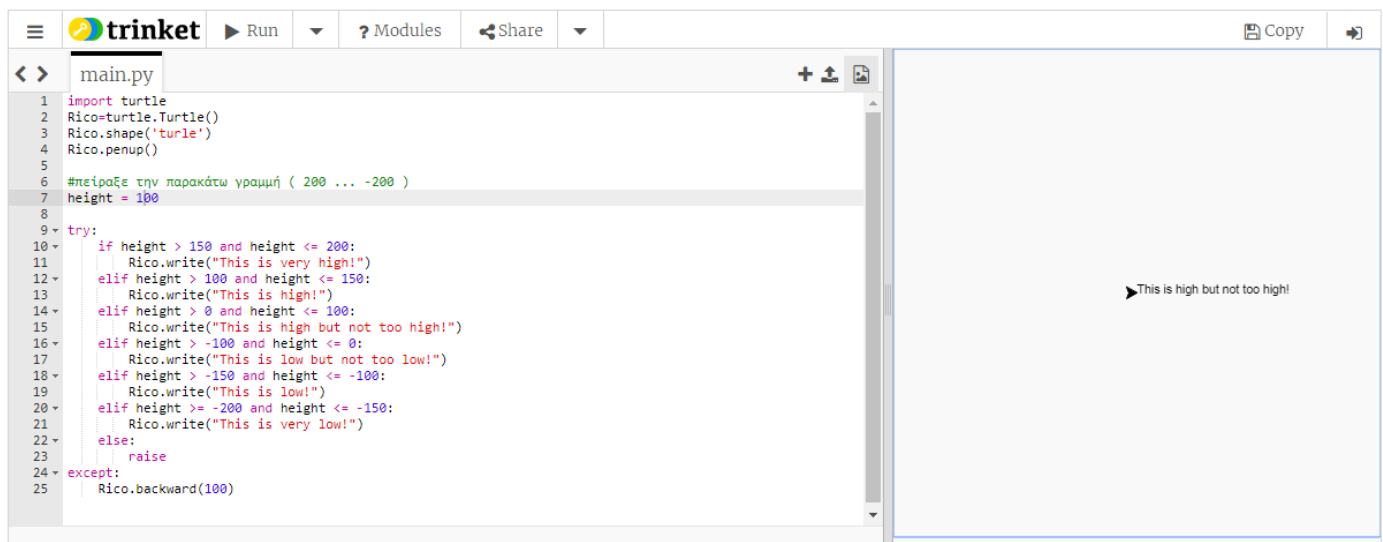 trinket Run ? Modules Share Copy
main.py
1 import turtle
2 Rico=turtle.Turtle()
3 Rico.shape('turle')
4 Rico.penup()
5
6 #πείραξε την παρακάτω γραμμή ( 200 ... -200 )
7 height = 100
8
9 try:
10 if height > 150 and height <= 200:
11 Rico.write("This is very high!")
12 elif height > 100 and height <= 150:
13 Rico.write("This is high!")
14 elif height > 0 and height <= 100:
15 Rico.write("This is high but not too high!")
16 elif height > -100 and height <= 0:
17 Rico.write("This is low but not too low!")
18 elif height > -150 and height <= -100:
19 Rico.write("This is low!")
20 elif height >= -200 and height <= -150:
21 Rico.write("This is very low!")
22 else:
23 raise
24 except:
25 Rico.backward(100)
This is high but not too high!